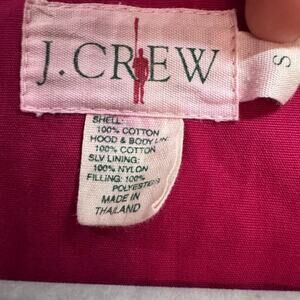 J.CREW
S
SHELL:
100% COTTON
HOOD & BODY LIN:
100% COTTON
SLV LINING:
100% NYLON
FILLING: 100%
POLYESTER
MADE IN
THAILAND